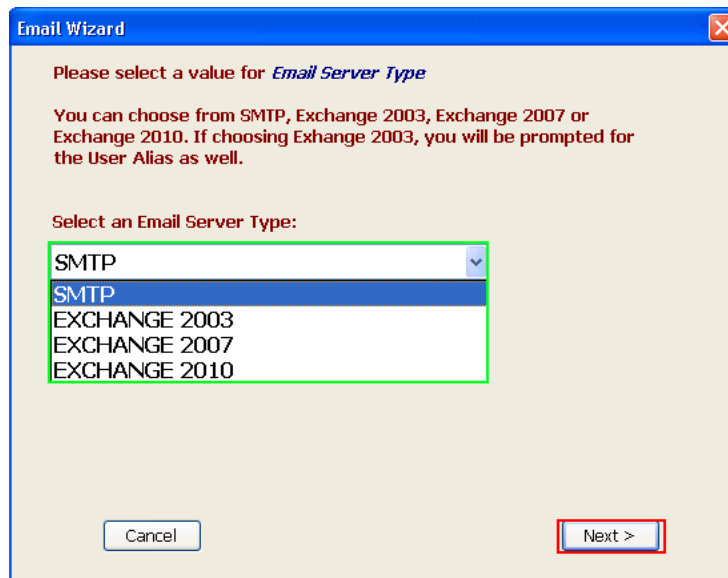 Email Wizard
Please select a value for Email Server Type
You can choose from SMTP, Exchange 2003, Exchange 2007 or
Exchange 2010. If choosing Exhange 2003, you will be prompted for
the User Alias as well.
Select an Email Server Type:
SMTP
SMTP
EXCHANGE 2003
EXCHANGE 2007
EXCHANGE 2010
Cancel
Next >